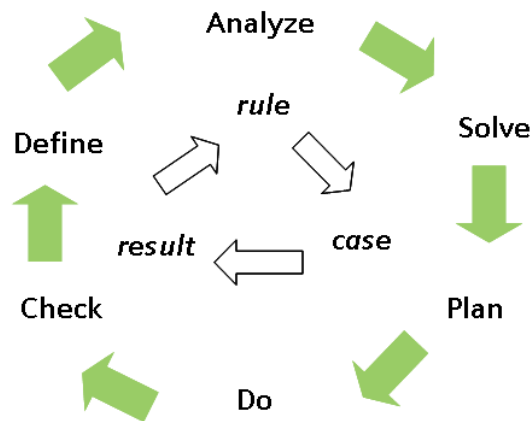 Analyze
rule
Define
Solve
result
case
Check
Plan
Do